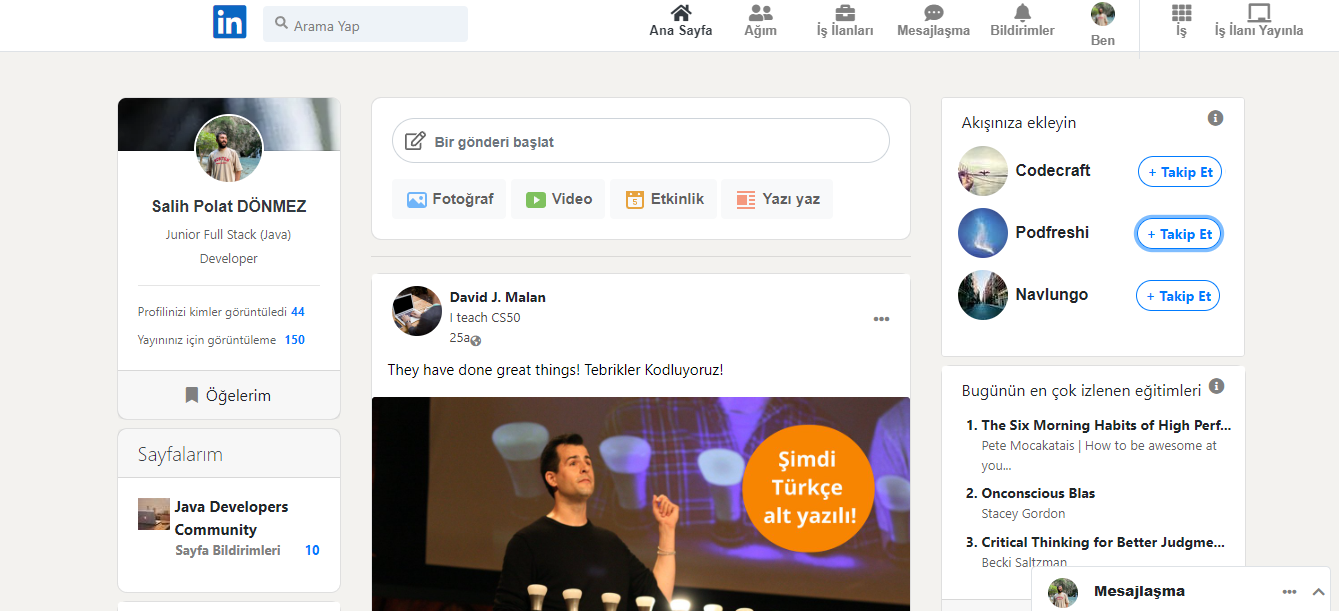 in
Arama Yap
Ana Sayfa
Ağım
İş İlanları
Mesajlaşma
Bildirimler
Ben
İş
İş İlanı Yayınla
Salih Polat DÖNMEZ
Junior Full Stack (Java)
Developer
Profilinizi kimler görüntüledi 44
Yayınınız için görüntüleme 150
Öğelerim
Sayfalarım
Java Developers
Community
Sayfa Bildirimleri 10
Bir gönderi başlat
Fotoğraf
Video
5
Etkinlik
Yazı yaz
David J. Malan
I teach CS50
25a
They have done great things! Tebrikler Kodluyoruz!
Şimdi
Türkçe
alt yazılı!
Akışınıza ekleyin
Codecraft
+ Takip Et
Podfreshi
+ Takip Et
Navlungo
+ Takip Et
Bugünün en çok izlenen eğitimleri
1. The Six Morning Habits of High Perf...
Pete Mocakatais | How to be awesome at
you...
2. Onconscious Blas
Stacey Gordon
3. Critical Thinking for Better Judgme...
Becki Saltzman
Mesajlaşma